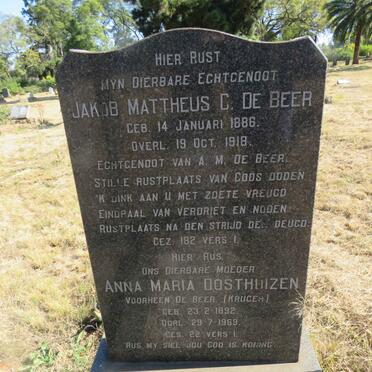 HIER RUST
MYN DIERBARE ECHTGENOOT
JAKOB MATTHEUS C. DE BEER
GEB. 14 JANUARI 1886.
OVERL. 19 OCT. 1918.
ECHTGENOOT VAN A. M. DE BEER.
STILLE RUSTPLAATS VAN GODS DODEN
'K DINK AAN U MET ZOETE VREUGD
EINDPAAL VAN VERDRIET EN NODEN
RUSTPLAATS NA DEN STRIJD DER DEUGD.
GEZ. 182 VERS 1.
HIER RUS
ONS DIERBARE MOEDER
ANNA MARIA OOSTHUIZEN
VOORHEEN DE BEER, (KRUGER)
GEB. 23-2-1892.
OORL. 29-7-1969.
GES. 22 VERS 1.
RUS MY SIEL JOU GOD IS KONING.